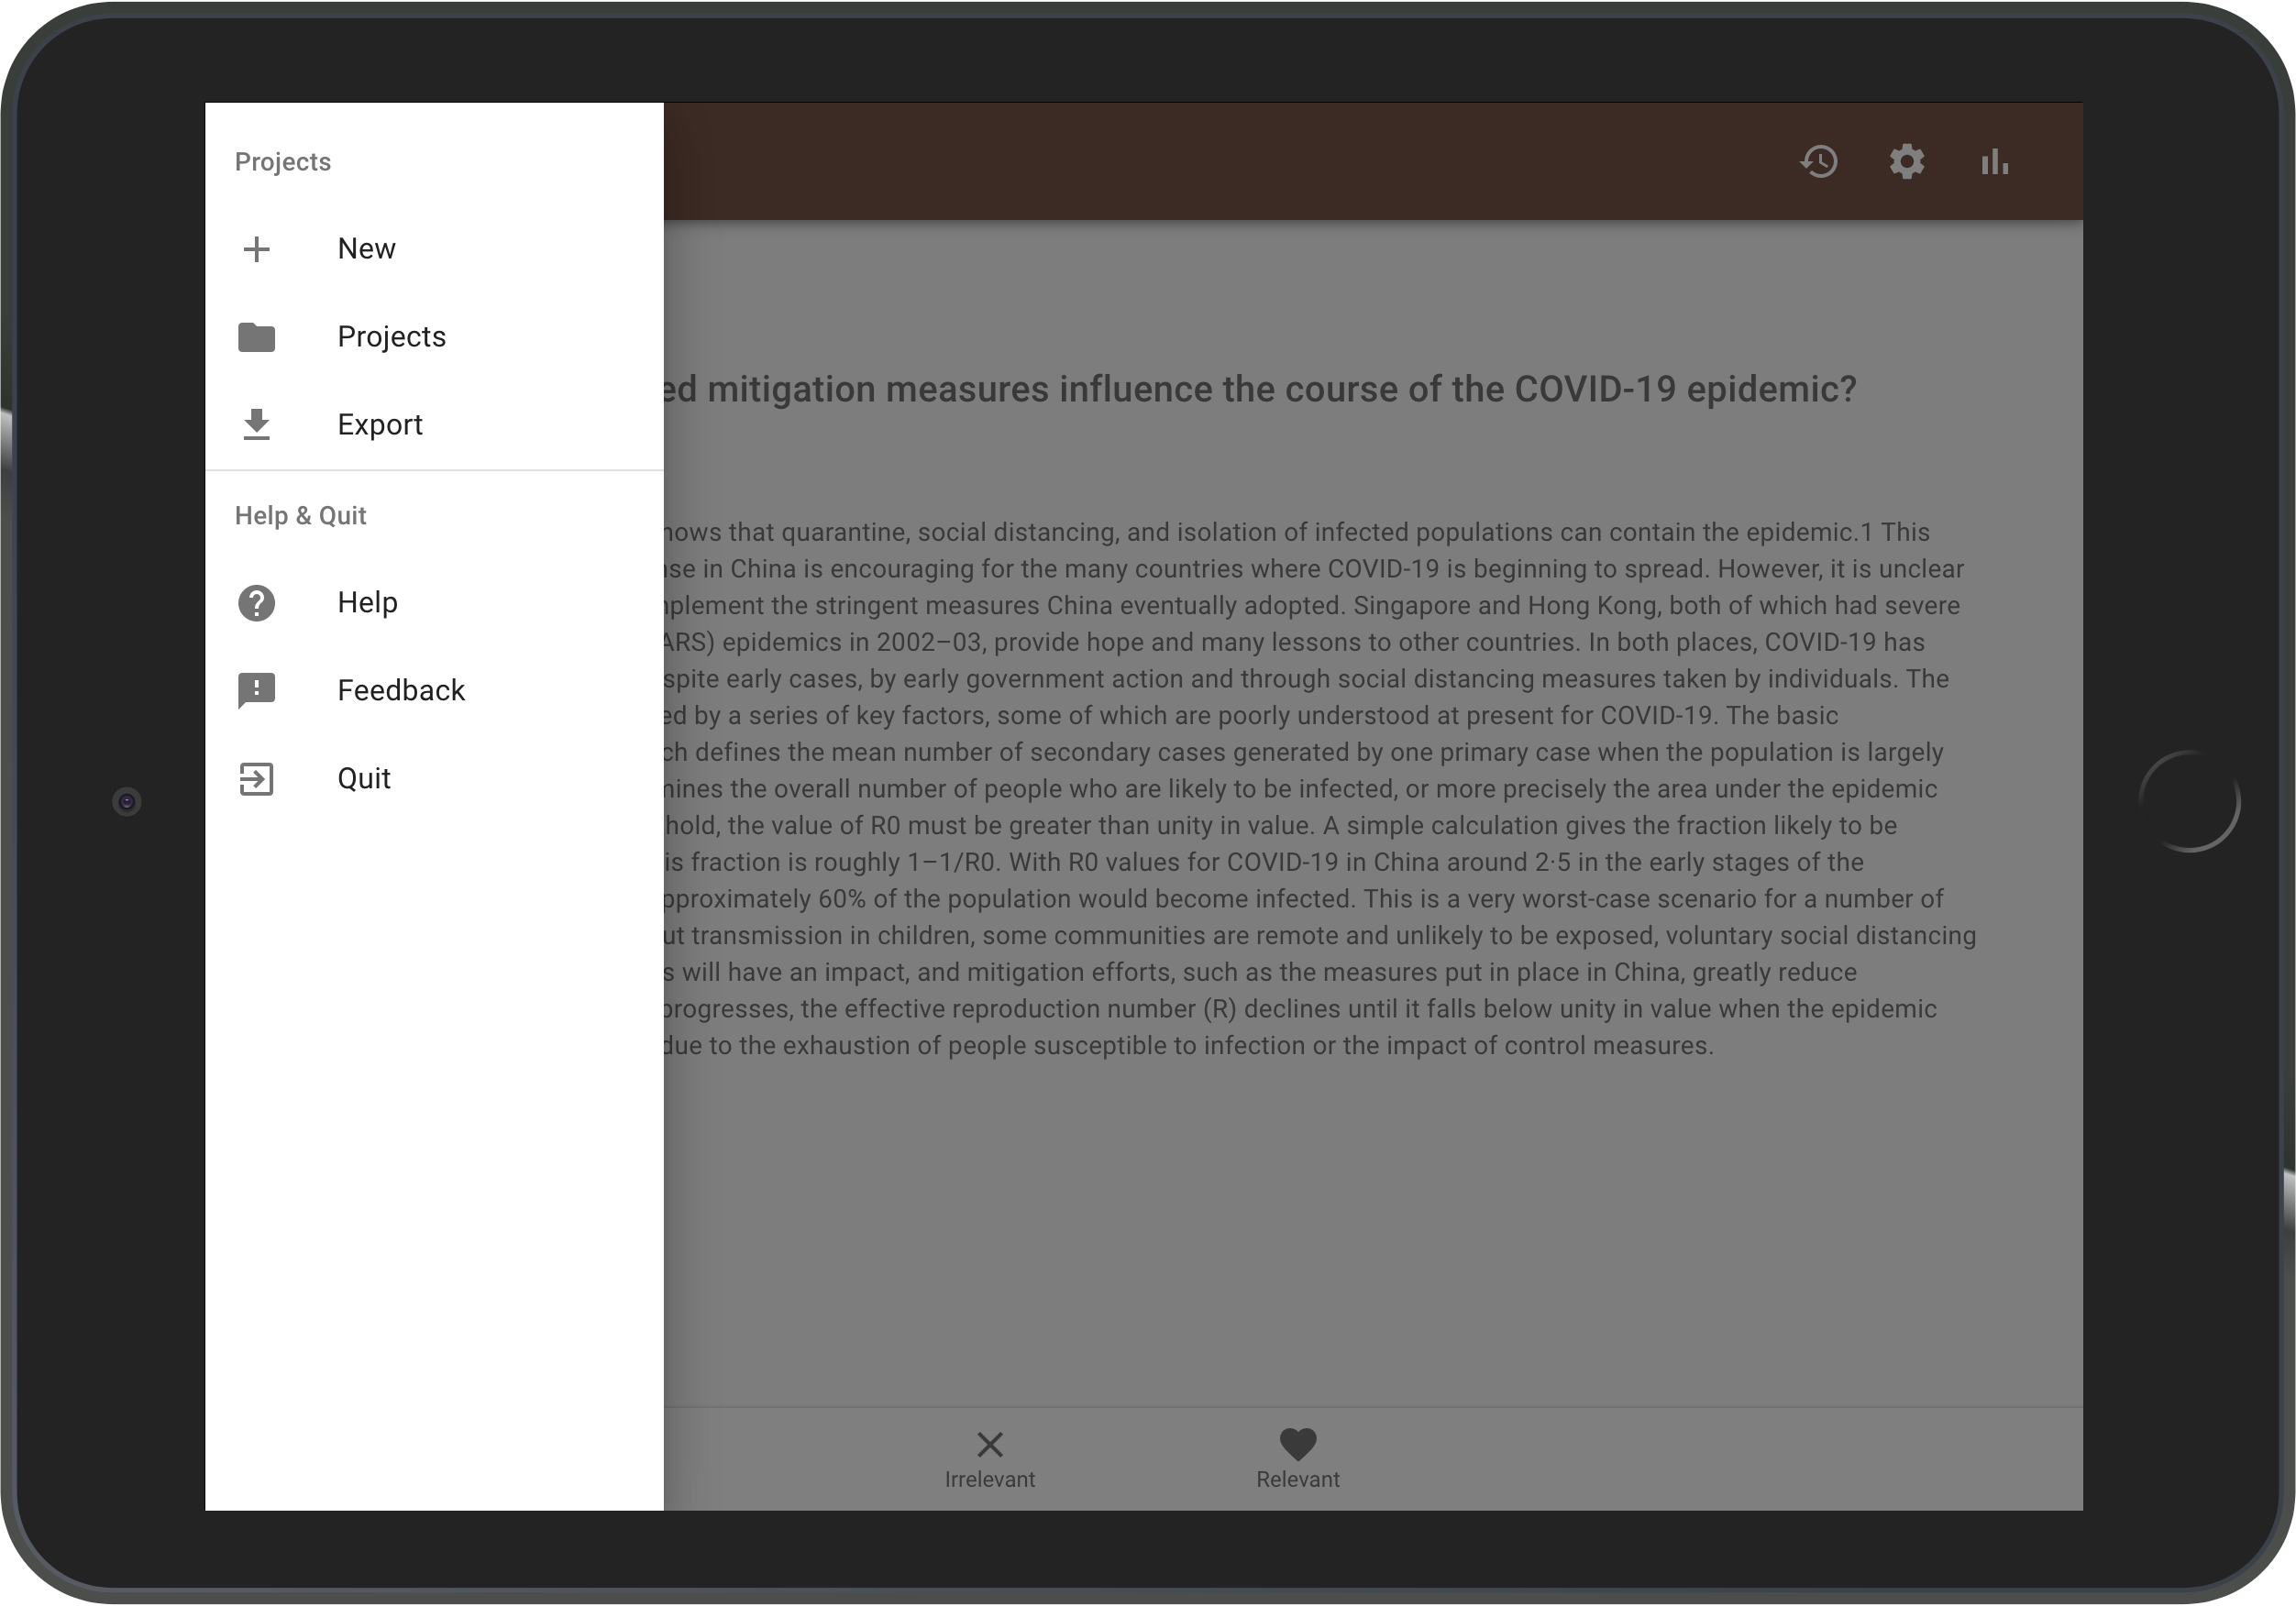 Projects
New
Projects
Export
Help & Quit
Help
Feedback
Quit
mitigation measures influence the course of the COVID-19 epidemic?
that quarantine, social distancing, and isolation of infected populations can contain the epidemic.1 This
in China is encouraging for the many countries where COVID-19 is beginning to spread. However, it is unclear
the stringent measures China eventually adopted. Singapore and Hong Kong, both of which had severe
epidemics in 2002–03, provide hope and many lessons to other countries. In both places, COVID-19 has
early cases, by early government action and through social distancing measures taken by individuals. The
by a series of key factors, some of which are poorly understood at present for COVID-19. The basic
defines the mean number of secondary cases generated by one primary case when the population is largely
the overall number of people who are likely to be infected, or more precisely the area under the epidemic
hold, the value of R0 must be greater than unity in value. A simple calculation gives the fraction likely to be
is fraction is roughly 1–1/R0. With R0 values for COVID-19 in China around 2·5 in the early stages of the
60% of the population would become infected. This is a very worst-case scenario for a number of
transmission in children, some communities are remote and unlikely to be exposed, voluntary social distancing
will have an impact, and mitigation efforts, such as the measures put in place in China, greatly reduce
progresses, the effective reproduction number (R) declines until it falls below unity in value when the epidemic
due to the exhaustion of people susceptible to infection or the impact of control measures.
Irrelevant
Relevant